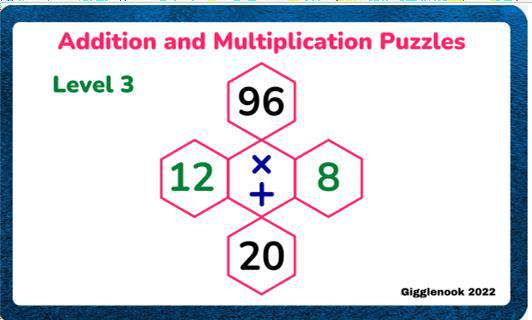 Addition and Multiplication Puzzles
Level 3
96
12 × 8
+
20
Gigglenook 2022